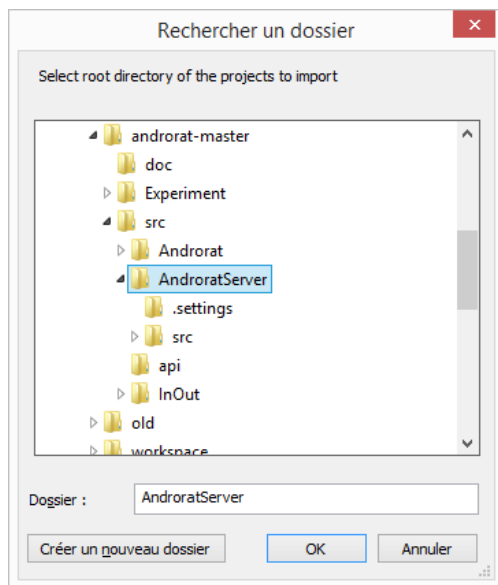 Rechercher un dossier
Select root directory of the projects to import
androrat-master
doc
Experiment
src
Androrat
AndroratServer
.settings
src
api
InOut
old
workspace
Dossier :
AndroratServer
Créer un nouveau dossier
OK
Annuler